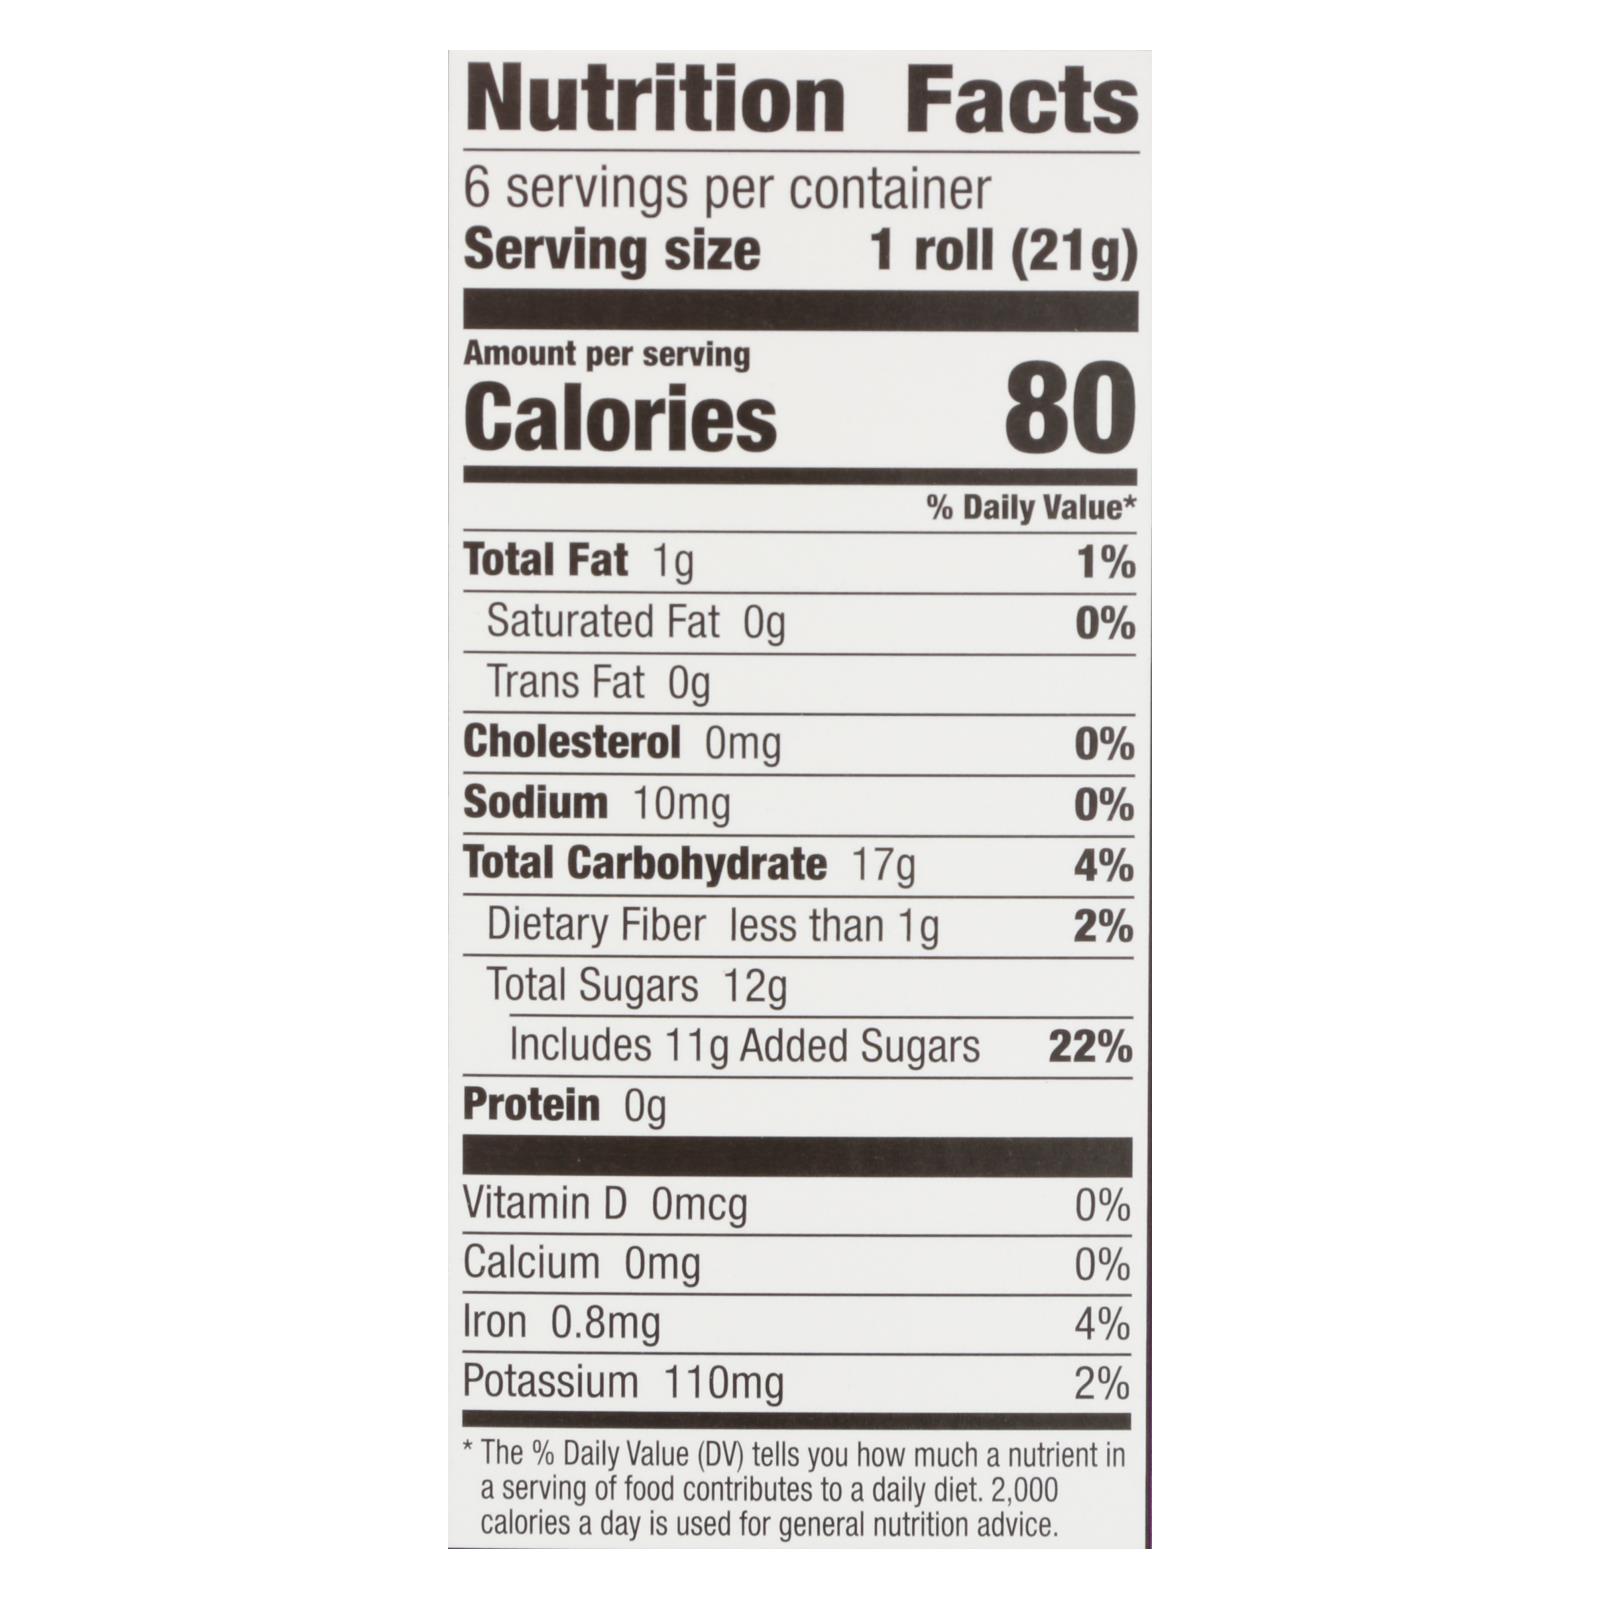 Nutrition Facts
6 servings per container
Serving size 1 roll (21g)
Amount per serving
Calories 80
% Daily Value*
Total Fat 1g 1%
Saturated Fat 0g 0%
Trans Fat 0g
Cholesterol 0mg 0%
Sodium 10mg 0%
Total Carbohydrate 17g 4%
Dietary Fiber less than 1g 2%
Total Sugars 12g
Includes 11g Added Sugars 22%
Protein 0g
Vitamin D 0mcg 0%
Calcium 0mg 0%
Iron 0.8mg 4%
Potassium 110mg 2%
* The % Daily Value (DV) tells you how much a nutrient in
a serving of food contributes to a daily diet. 2,000
calories a day is used for general nutrition advice.